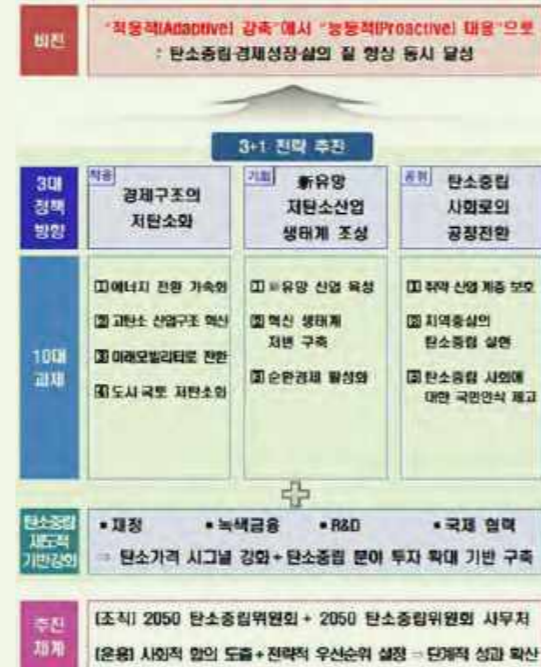 비전
"적응적(Adaptive) 감축"에서 "능동적(Proactive) 대응"으로
: 탄소중립·경제성장·삶의 질 향상 동시 달성
3+1 전략 추진
3대
정책
방향
적응
경제구조의
저탄소화
기회
新유망
저탄소산업
생태계 조성
공정
탄소중립
사회로의
공정전환
10대
과제
① 에너지 전환 가속화
② 고탄소 산업구조 혁신
③ 미래모빌리티로 전환
④ 도시·국토 저탄소화
① 新유망 산업 육성
② 혁신 생태계
저변 구축
③ 순환경제 활성화
① 취약 산업·계층 보호
② 지역중심의
탄소중립 실현
③ 탄소중립 사회에
대한 국민인식 제고
탄소중립
제도적
기반강화
▪ 재정 ▪ 녹색금융 ▪ R&D ▪ 국제 협력
⇒ 탄소가격 시그널 강화 + 탄소중립 분야 투자 확대 기반 구축
추진
체계
[조직] 2050 탄소중립위원회 + 2050 탄소중립위원회 사무처
[운용] 사회적 합의 도출 + 전략적 우선순위 설정 ⇒ 단계적 성과 확산